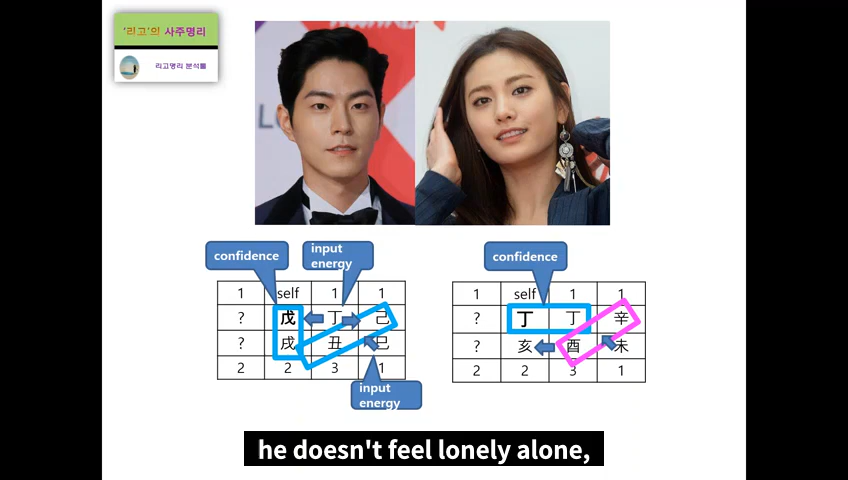 '리고'의 사주명리
리고명리 분석틀
confidence
input
energy
1 self 1 1
? 戊 丁 己
? 戌 丑 巳
2 2 3 1
input
energy
confidence
1 self 1 1
? 丁 丁 辛
? 亥 酉 未
2 2 3 1
he doesn't feel lonely alone,